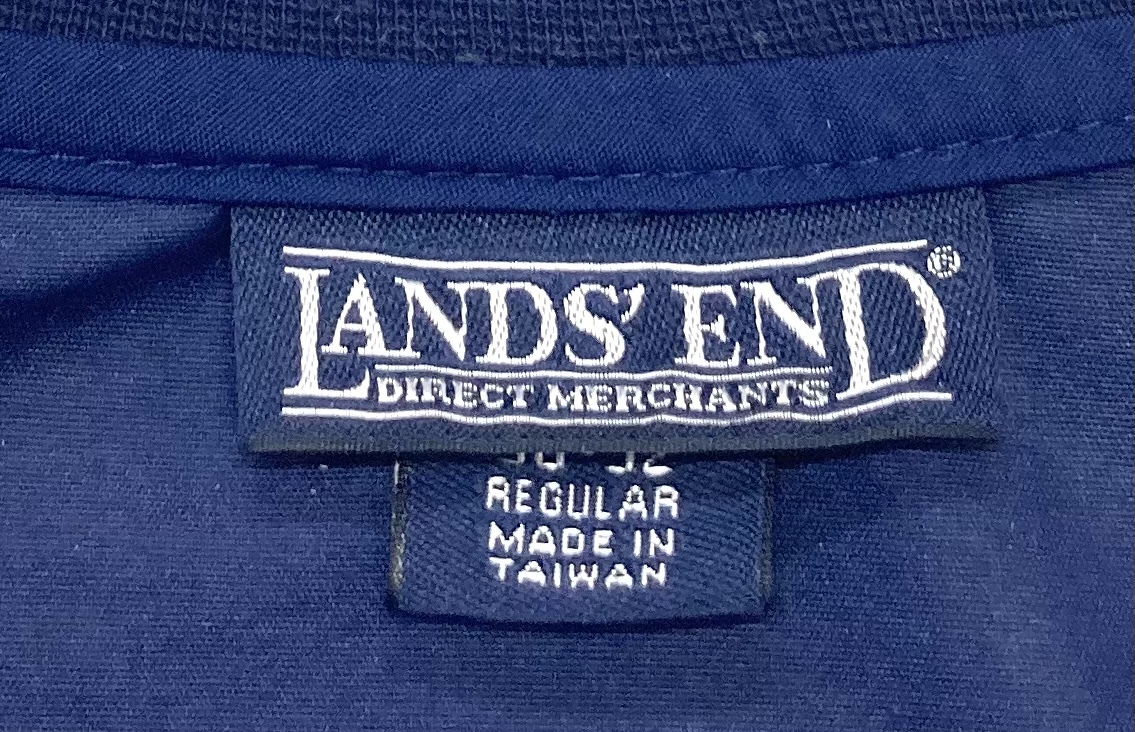 LANDS' END®
DIRECT MERCHANTS
REGULAR
MADE IN
TAIWAN